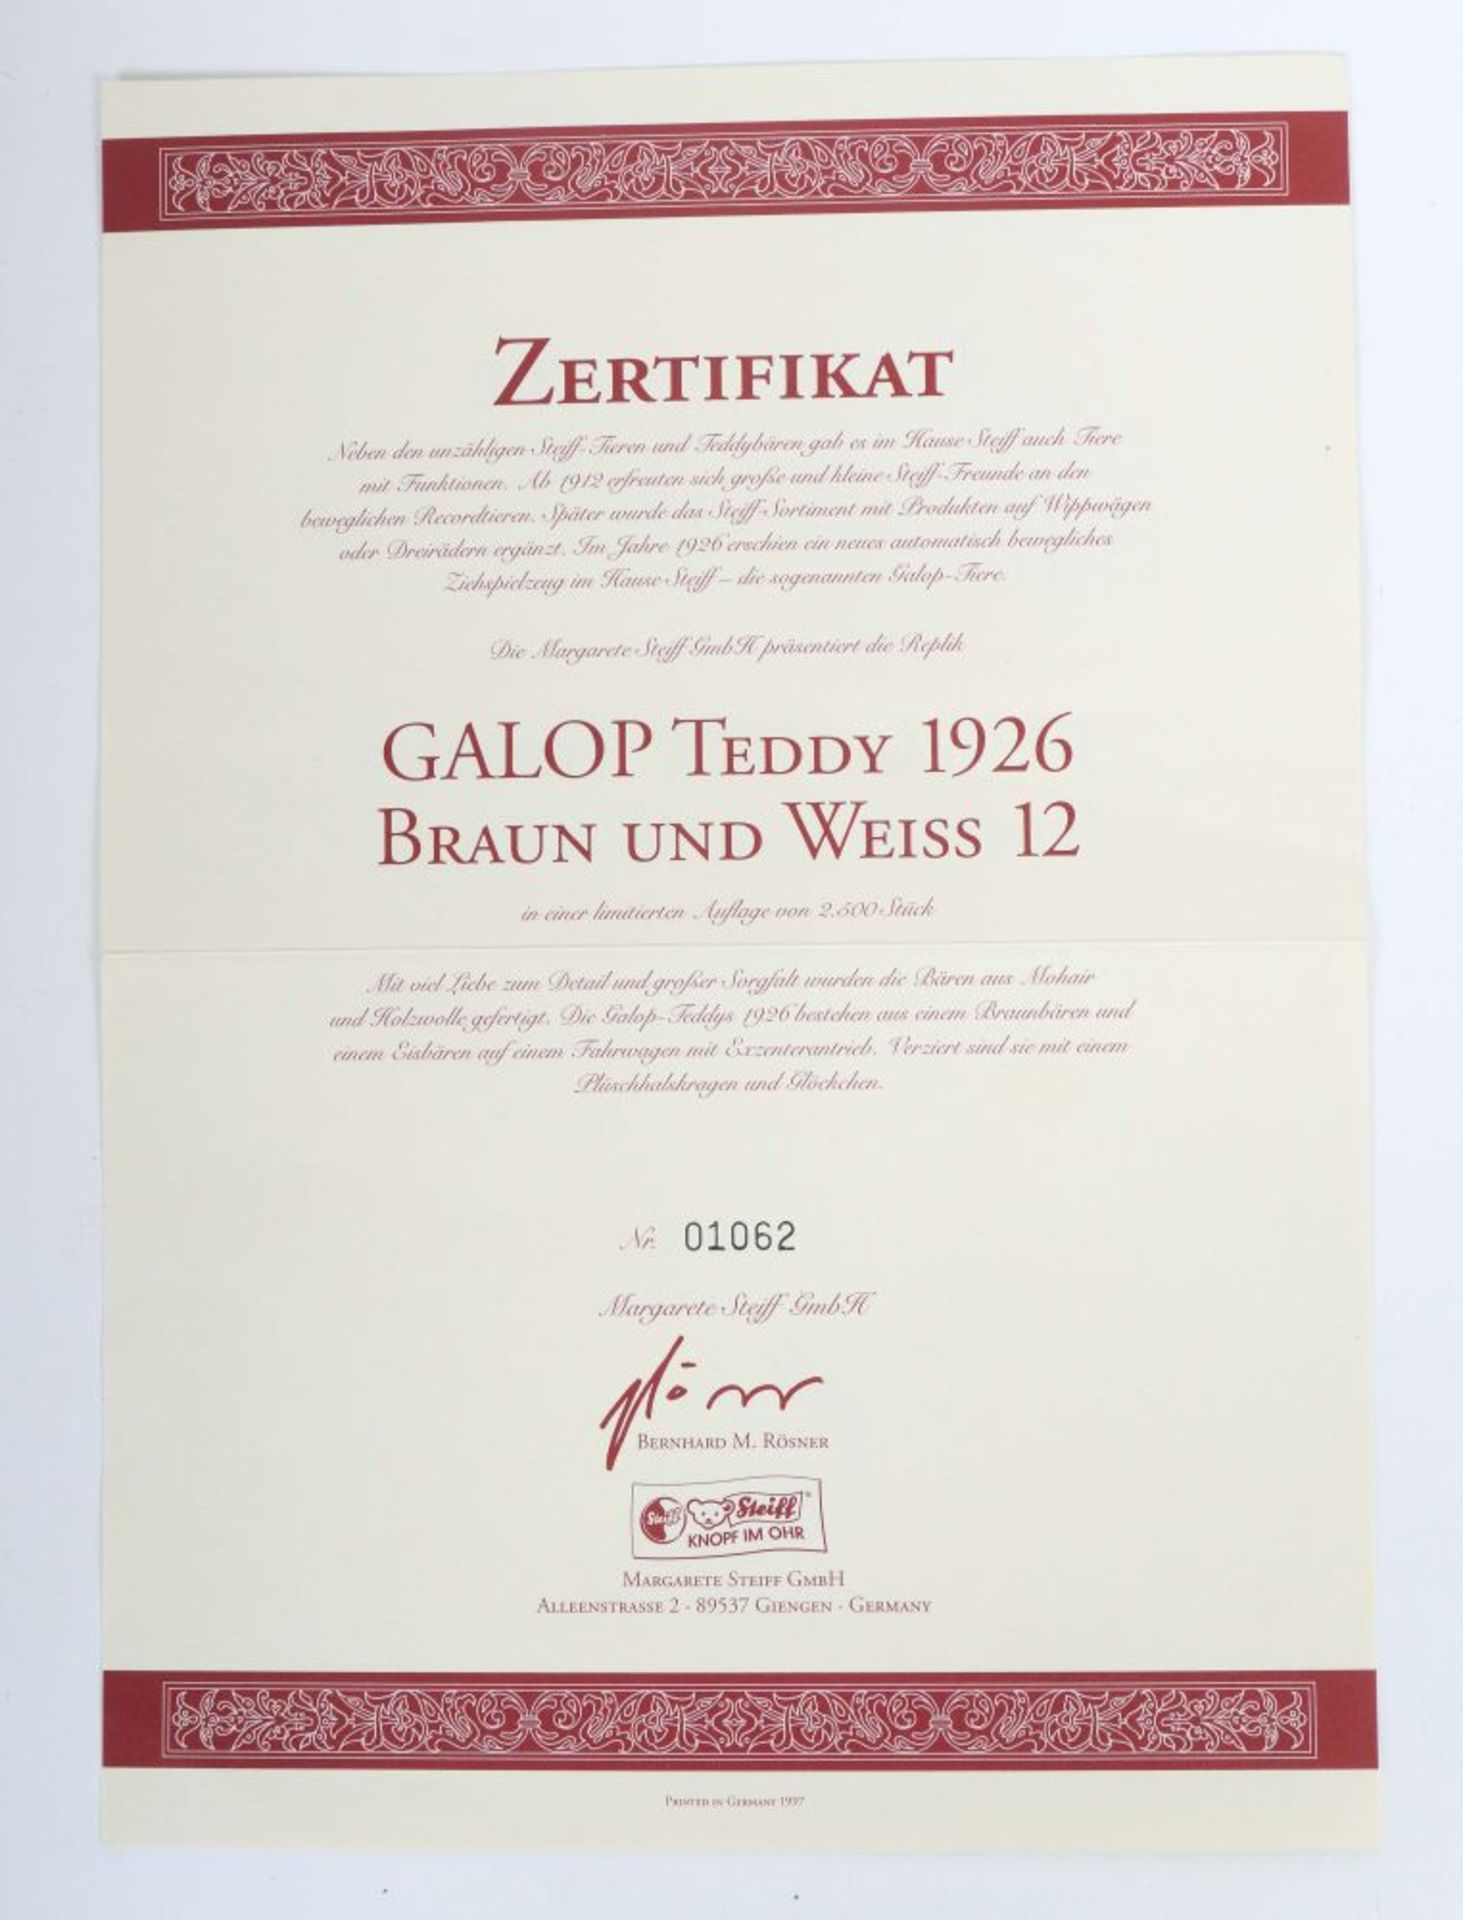 ZERTIFIKAT
Neben den unzähligen Steiff-Tieren und Teddybären gab es im Hause Steiff auch Tiere
mit Funktionen. Ab 1912 erfreuten sich große und kleine Steiff-Freunde an den
beweglichen Recordtieren. Später wurde das Steiff-Sortiment mit Produkten auf Wippwägen
oder Dreirädern ergänzt. Im Jahre 1926 erschien ein neues automatisch bewegliches
Ziehspielzeug im Hause Steiff – die sogenannten Galop-Tiere.
Die Margarete Steiff GmbH präsentiert die Replik
GALOP TEDDY 1926
BRAUN UND WEISS 12
in einer limitierten Auflage von 2.500 Stück
Mit viel Liebe zum Detail und großer Sorgfalt wurden die Bären aus Mohair
und Holzwolle gefertigt. Die Galop-Teddys 1926 bestehen aus einem Braunbären und
einem Eisbären auf einem Fahrwagen mit Exzenterantrieb. Verziert sind sie mit einem
Plüschhalskragen und Glöckchen.
Nr. 01062
Margarete Steiff GmbH
BERNHARD M. RÖSNER
Steiff Steiff®
KNOPF IM OHR
MARGARETE STEIFF GMBH
ALLEENSTRASSE 2 · 89537 GIENGEN · GERMANY
PRINTED IN GERMANY 1997